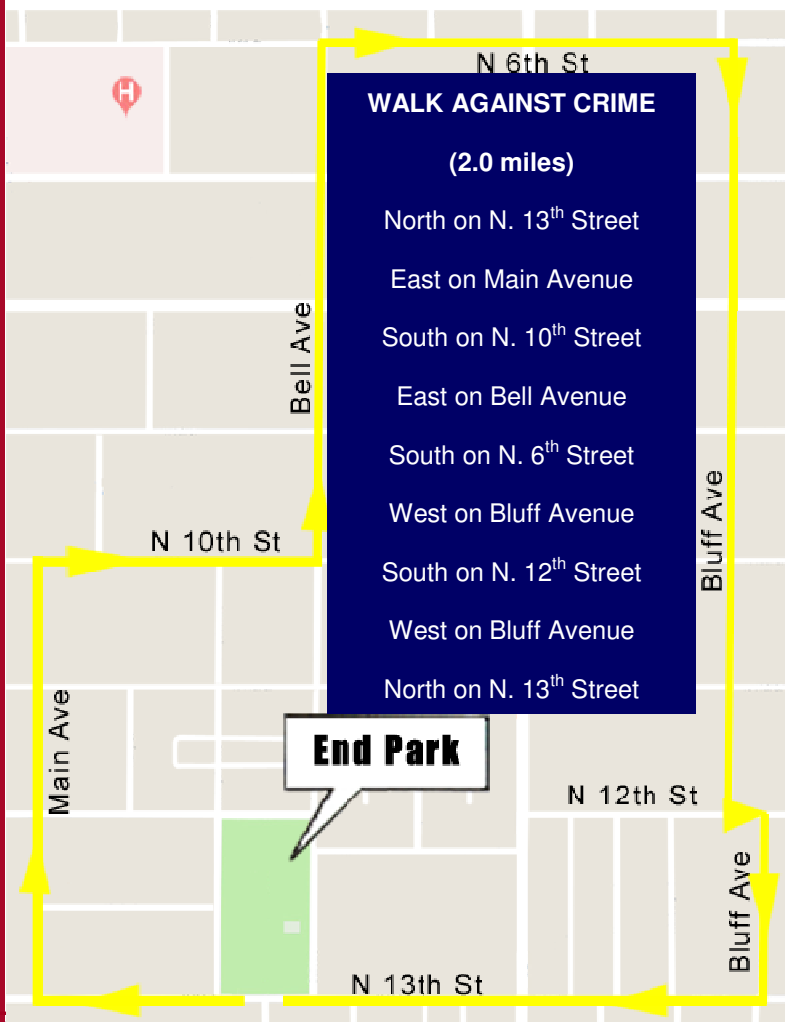 H
N 6th St
WALK AGAINST CRIME
(2.0 miles)
North on N. 13th Street
East on Main Avenue
South on N. 10th Street
East on Bell Avenue
South on N. 6th Street
West on Bluff Avenue
South on N. 12th Street
West on Bluff Avenue
North on N. 13th Street
Bell Ave
N 10th St
Bluff Ave
Main Ave
End Park
N 12th St
Bluff Ave
N 13th St